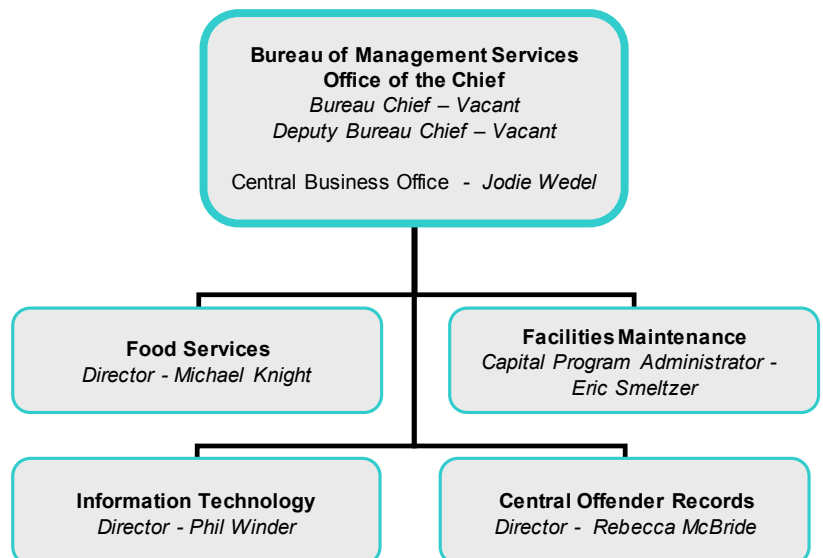 Bureau of Management Services
Office of the Chief
Bureau Chief – Vacant
Deputy Bureau Chief – Vacant
Central Business Office - Jodie Wedel
Food Services
Director - Michael Knight
Facilities Maintenance
Capital Program Administrator -
Eric Smeltzer
Information Technology
Director - Phil Winder
Central Offender Records
Director - Rebecca McBride